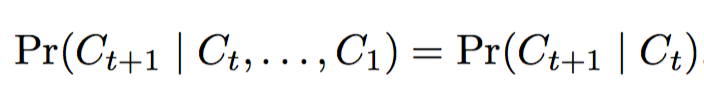 Pr(C_{t+1} | C_t, . . . , C_1) = Pr(C_{t+1} | C_t).